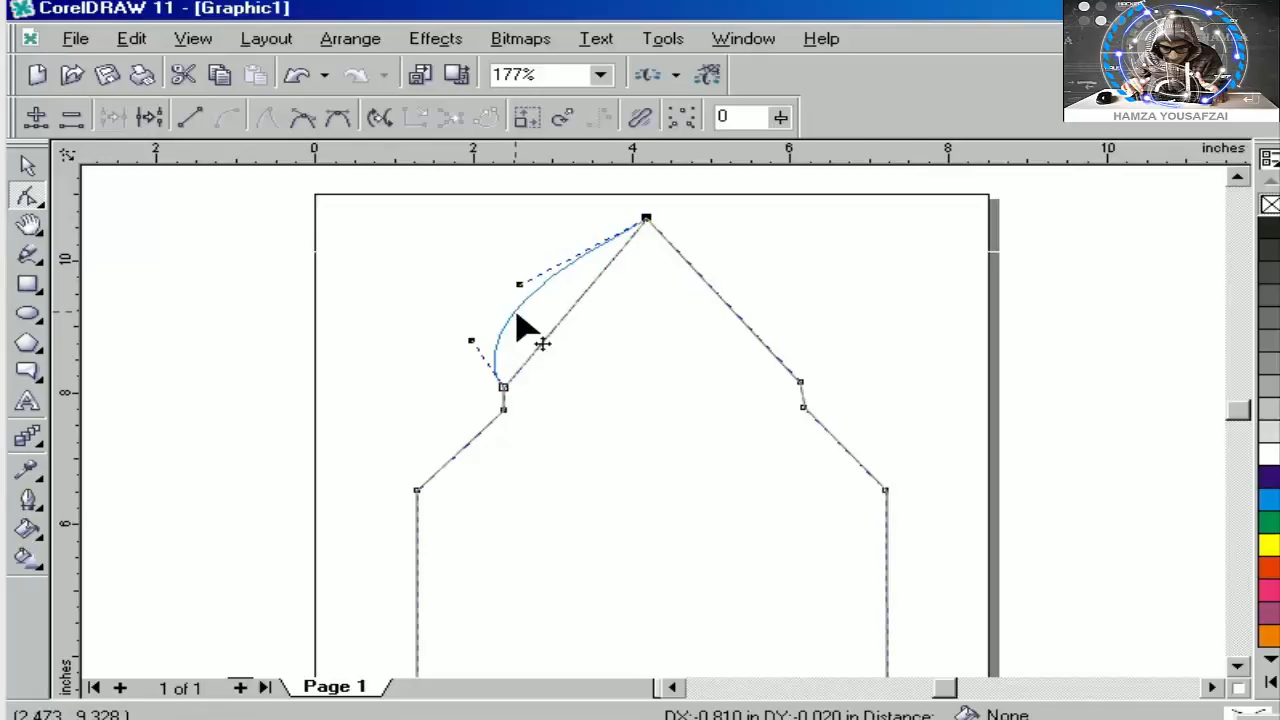 CorelDRAW 11 - [Graphic1]
File Edit View Layout Arrange Effects Bitmaps Text Tools Window Help
177%
0
HAMZA YOUSAFZAI
2 0 2 4 6 8 10 inches
10
8
6
inches
1 of 1 Page 1
(2.473, 9.328) DX:-0.810 in DY:-0.020 in Distance: None